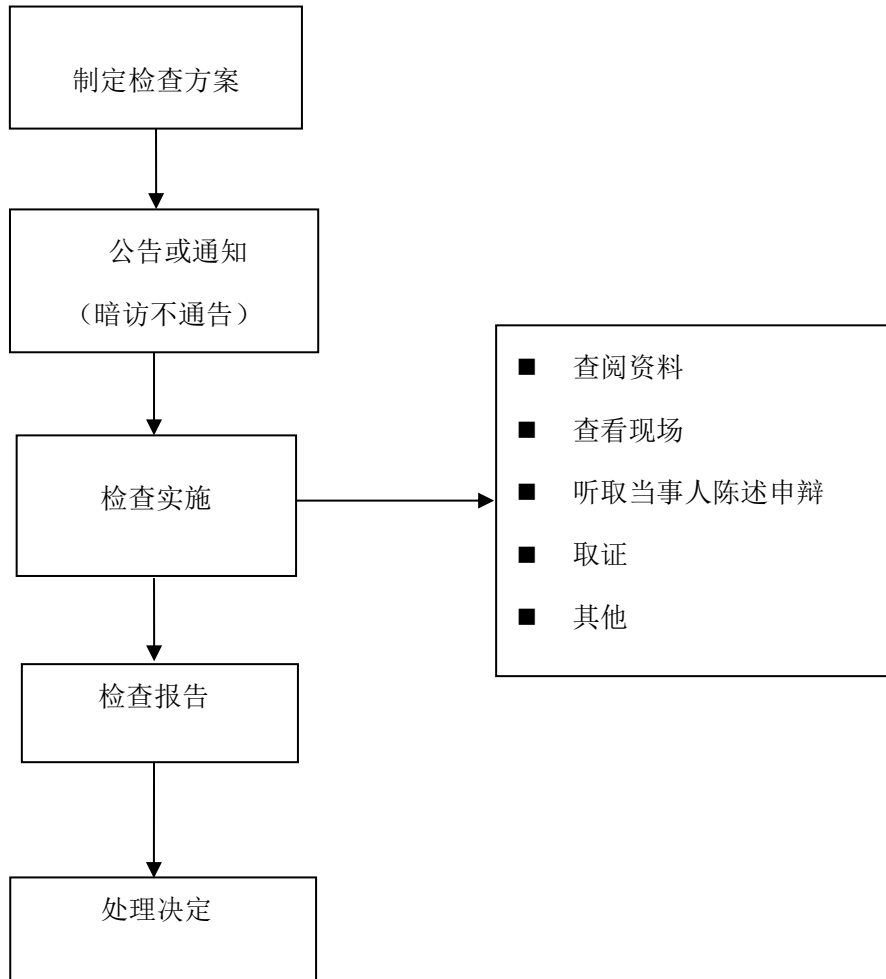 制定检查方案
公告或通知
（暗访不通告）
检查实施
■ 查阅资料
■ 查看现场
■ 听取当事人陈述申辩
■ 取证
■ 其他
检查报告
处理决定